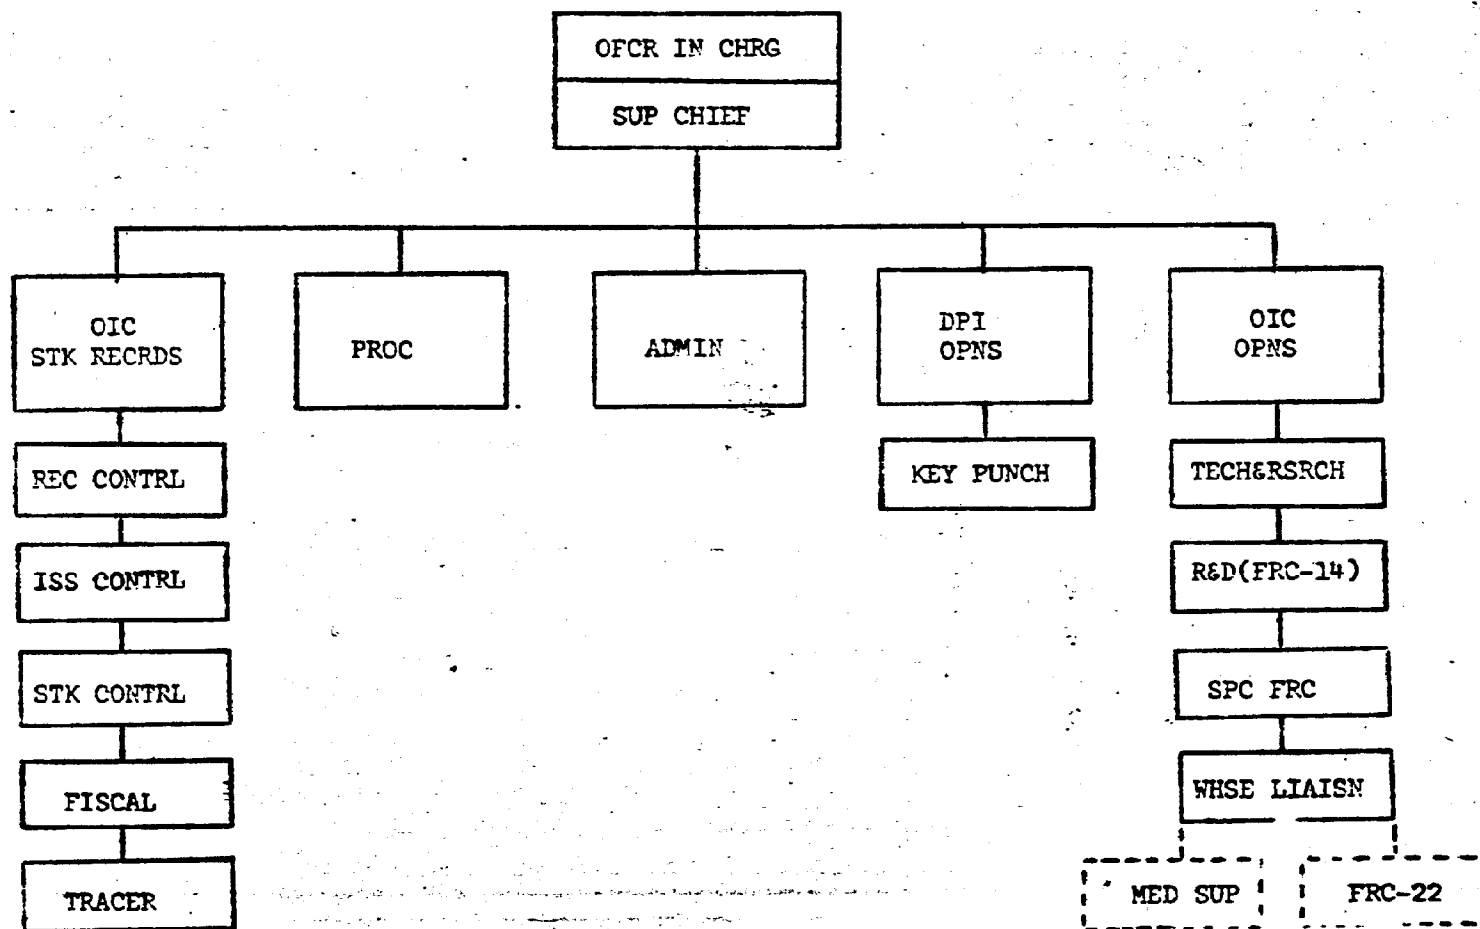 OFCR IN CHRG
SUP CHIEF
OIC
STK RECRDS
PROC
ADMIN
DPI
OPNS
OIC
OPNS
REC CONTRL
KEY PUNCH
TECH&RSRCH
ISS CONTRL
R&D(FRC-14)
STK CONTRL
SPC FRC
FISCAL
WHSE LIAISN
TRACER
MED SUP
FRC-22